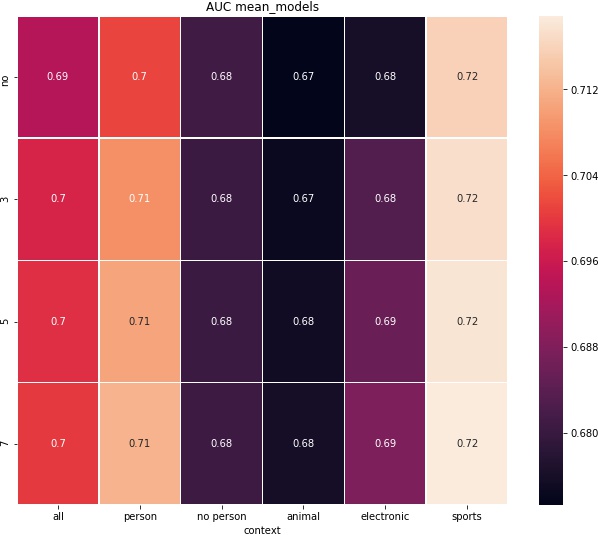 AUC mean_models
no 0.69 0.7 0.68 0.67 0.68 0.72
3 0.7 0.71 0.68 0.67 0.68 0.72
5 0.7 0.71 0.68 0.68 0.69 0.72
7 0.7 0.71 0.68 0.68 0.69 0.72
all person no person animal electronic sports
context
0.712
0.704
0.696
0.688
0.680